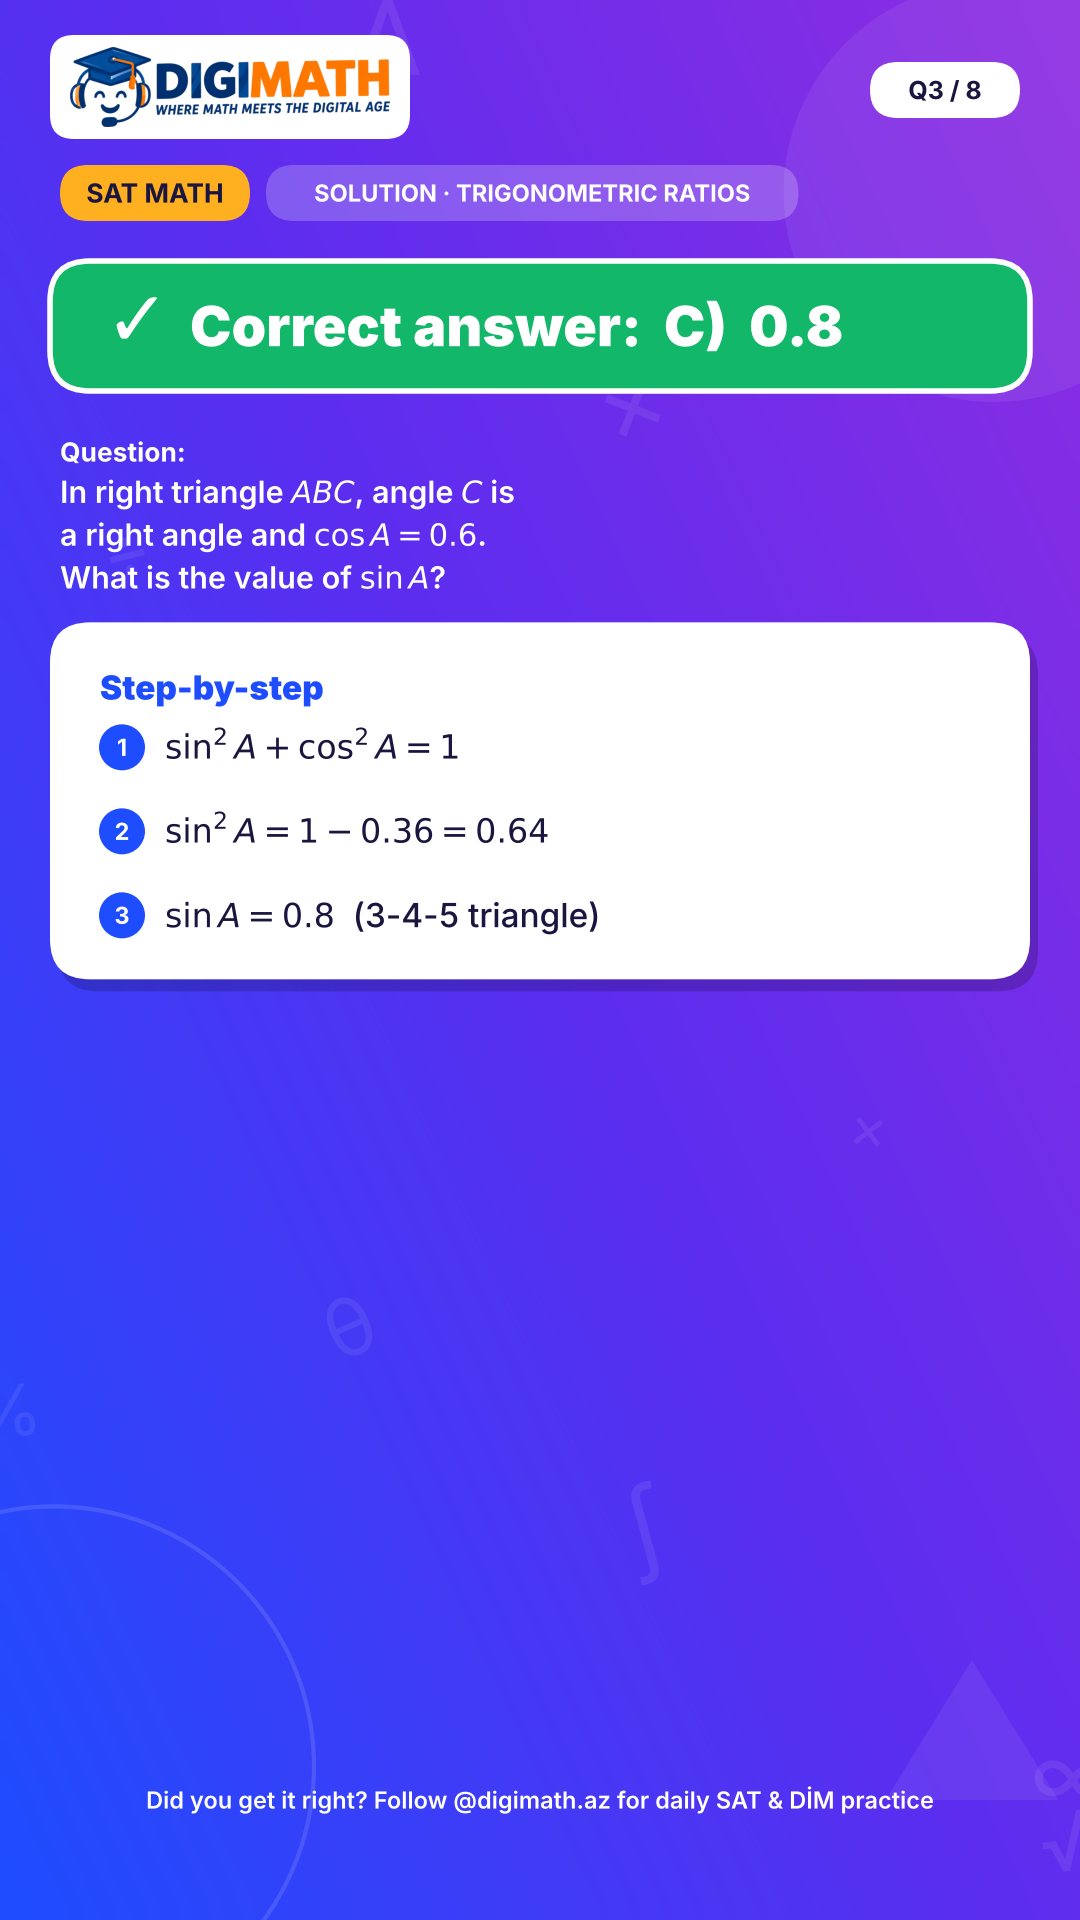 DIGIMATH
WHERE MATH MEETS THE DIGITAL AGE
Q3 / 8
SAT MATH
SOLUTION · TRIGONOMETRIC RATIOS
✓ Correct answer: C) 0.8
Question:
In right triangle ABC, angle C is
a right angle and cos A = 0.6.
What is the value of sin A?
Step-by-step
1 sin² A + cos² A = 1
2 sin² A = 1 − 0.36 = 0.64
3 sin A = 0.8 (3-4-5 triangle)
Did you get it right? Follow @digimath.az for daily SAT & DİM practice